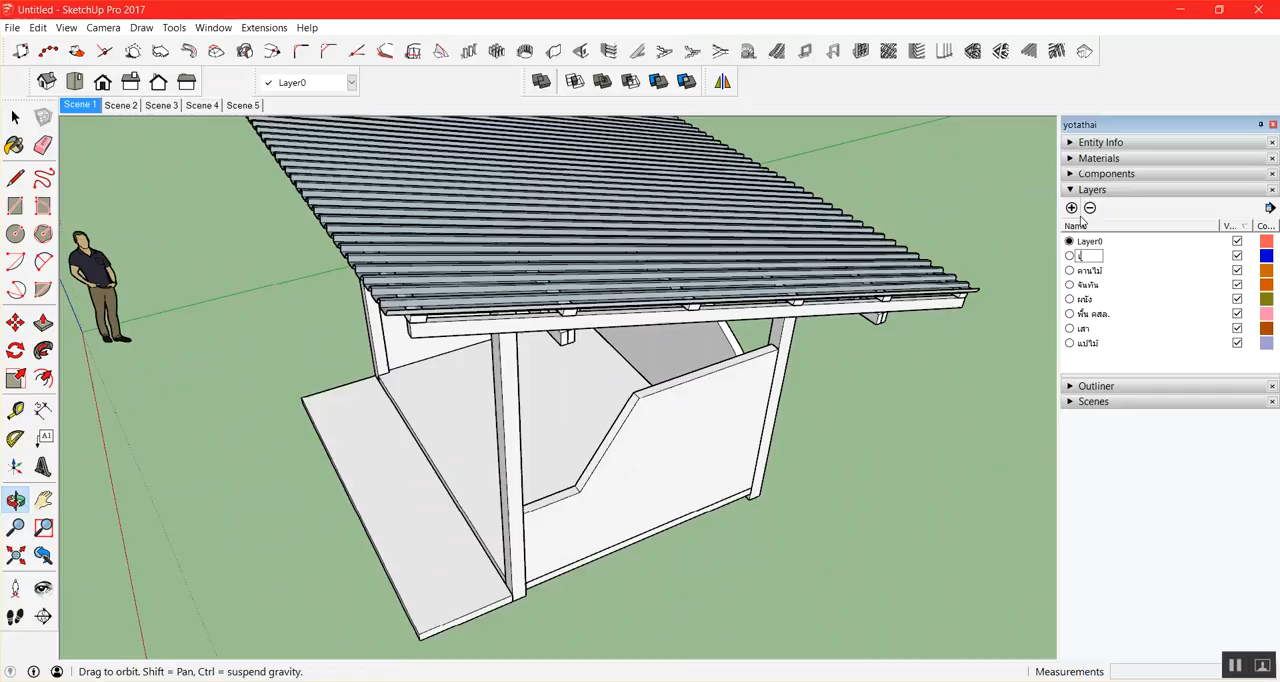 Untitled - SketchUp Pro 2017
File Edit View Camera Draw Tools Window Extensions Help
Layer0
Scene 1 Scene 2 Scene 3 Scene 4 Scene 5
yotathai
Entity Info
Materials
Components
Layers
Name V... Co...
Layer0
คานไม้
จันทัน
ผนัง
พื้น คสล.
เสา
แปไม้
Outliner
Scenes
A1
Drag to orbit. Shift = Pan, Ctrl = suspend gravity.
Measurements